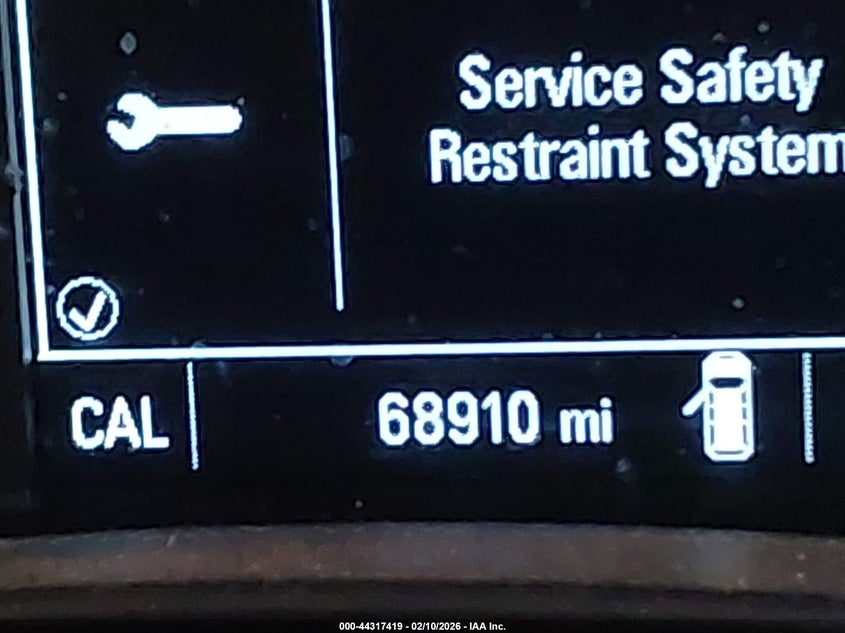 Service Safety
Restraint System
CAL
68910 mi
000-44317419 - 02/10/2026 - IAA Inc.